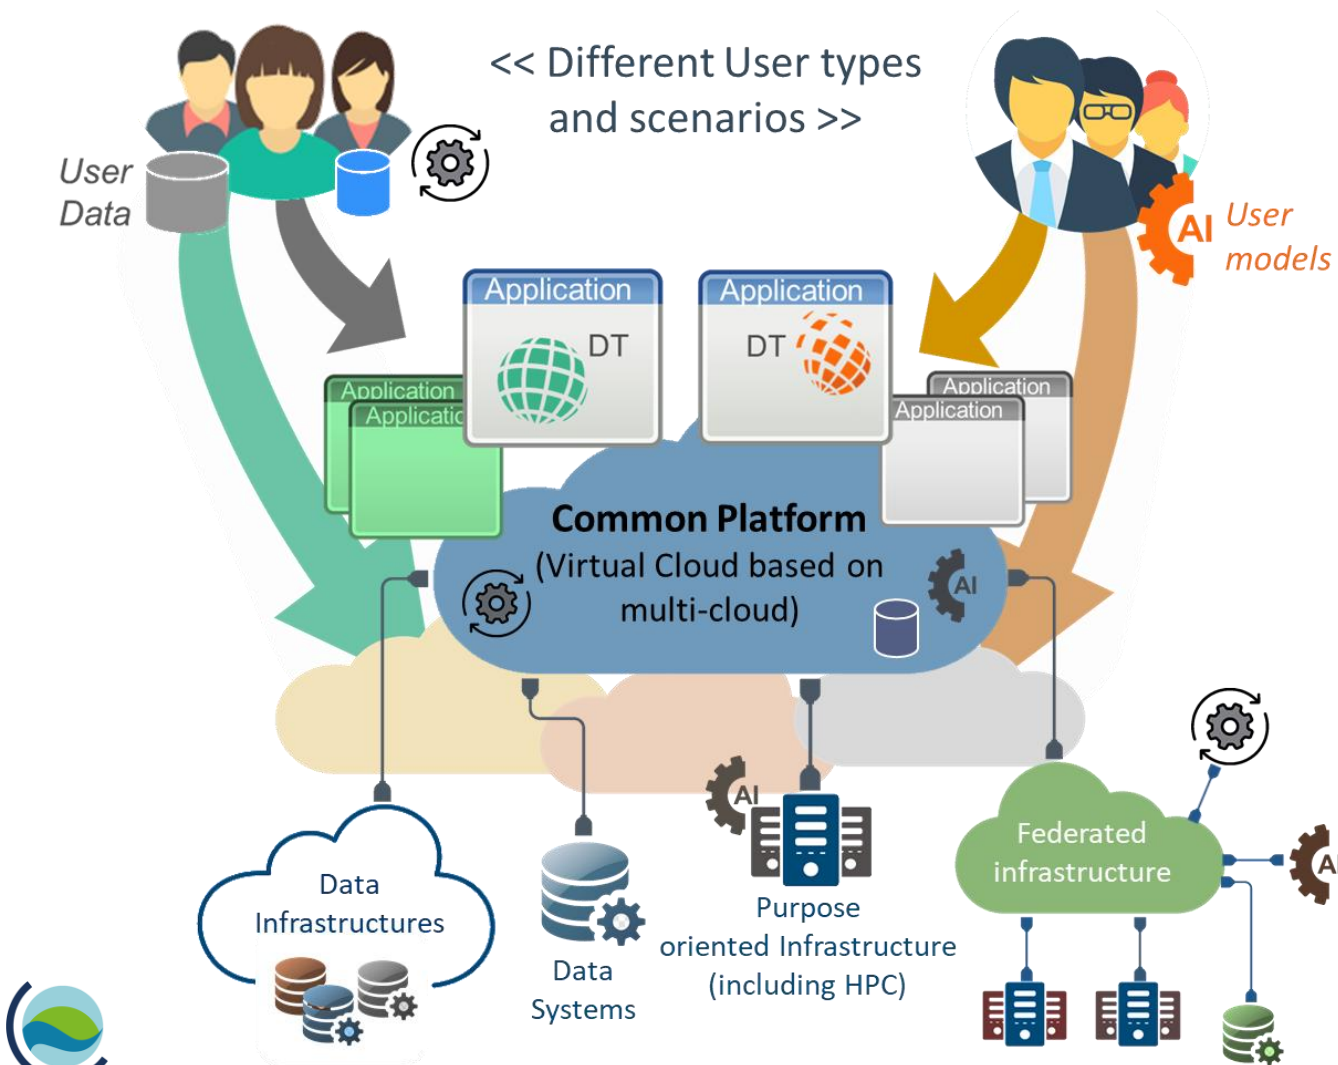 << Different User types
and scenarios >>
User
Data
AI
User
models
Application
DT
Application
DT
Application
Application
Application
Common Platform
(Virtual Cloud based on
multi-cloud)
AI
AI
Data
Infrastructures
Data
Systems
Purpose
oriented Infrastructure
(including HPC)
Federated
infrastructure